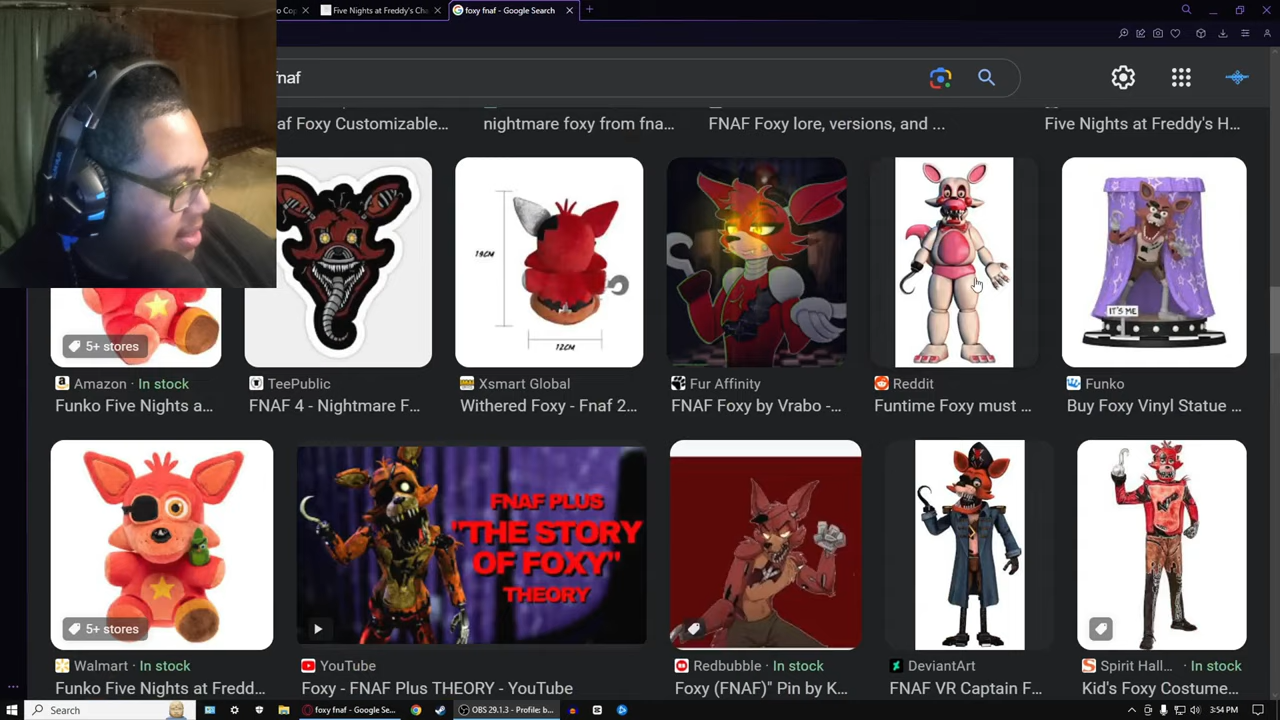 o Cop
Five Nights at Freddy's Cha
foxy fnaf - Google Search
fnaf
af Foxy Customizable...
nightmare foxy from fna...
FNAF Foxy lore, versions, and ...
Five Nights at Freddy's H...
5+ stores
19CM
12CM
IT'S ME
Amazon · In stock
Funko Five Nights a...
TeePublic
FNAF 4 - Nightmare F...
Xsmart Global
Withered Foxy - Fnaf 2...
Fur Affinity
FNAF Foxy by Vrabo -...
Reddit
Funtime Foxy must ...
Funko
Buy Foxy Vinyl Statue ...
5+ stores
FNAF PLUS
"THE STORY
OF FOXY"
THEORY
Walmart · In stock
Funko Five Nights at Fredd...
YouTube
Foxy - FNAF Plus THEORY - YouTube
Redbubble · In stock
Foxy (FNAF)" Pin by K...
DeviantArt
FNAF VR Captain F...
Spirit Hall... · In stock
Kid's Foxy Costume...
Search
foxy fnaf - Google Se...
OBS 29.1.3 - Profile: b...
3:54 PM